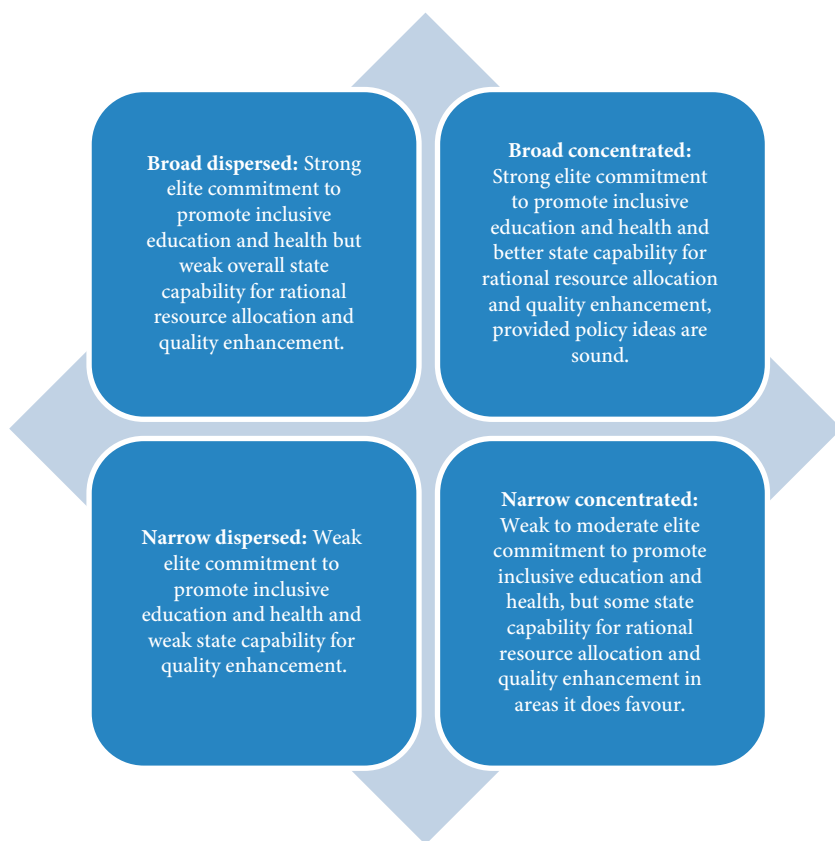 Broad dispersed: Strong
elite commitment to
promote inclusive
education and health but
weak overall state
capability for rational
resource allocation and
quality enhancement.
Broad concentrated:
Strong elite commitment
to promote inclusive
education and health and
better state capability for
rational resource allocation
and quality enhancement,
provided policy ideas are
sound.
Narrow dispersed: Weak
elite commitment to
promote inclusive
education and health and
weak state capability for
quality enhancement.
Narrow concentrated:
Weak to moderate elite
commitment to promote
inclusive education and
health, but some state
capability for rational
resource allocation and
quality enhancement in
areas it does favour.